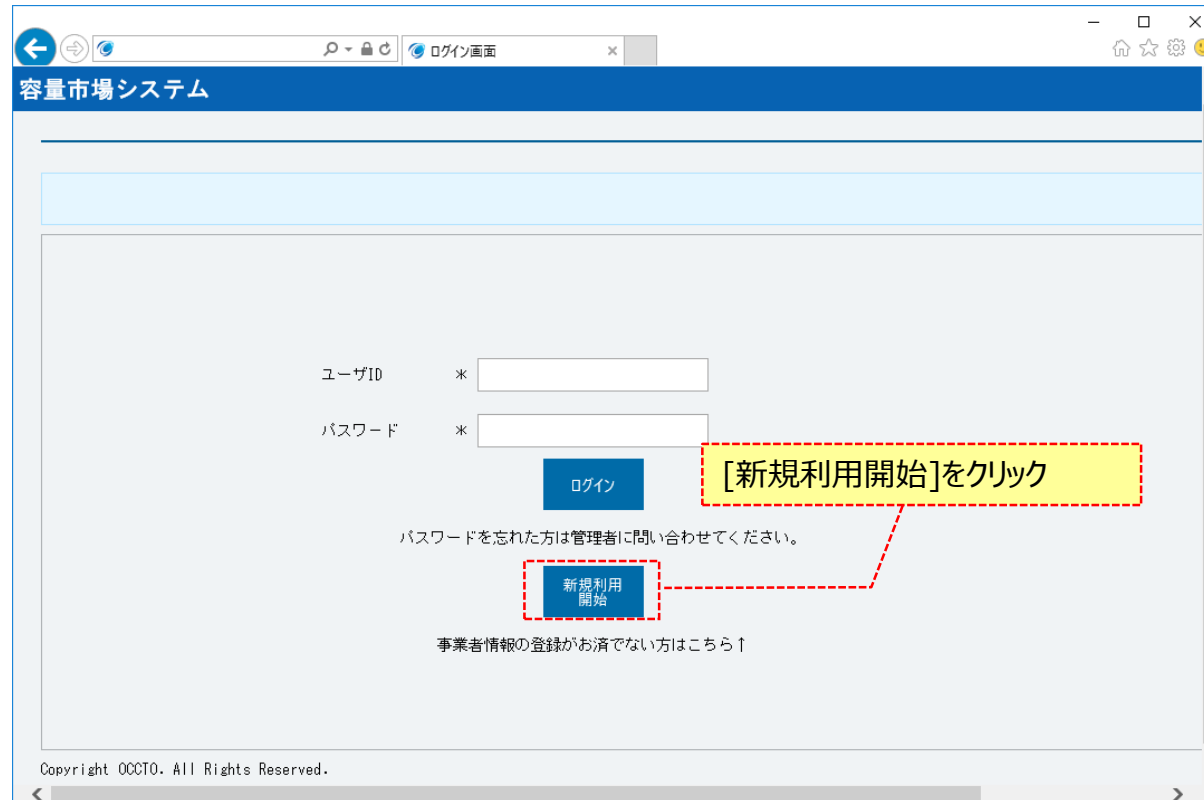 ログイン画面
容量市場システム
ユーザID *
パスワード *
[新規利用開始]をクリック
ログイン
パスワードを忘れた方は管理者に問い合わせてください。
新規利用
開始
事業者情報の登録がお済でない方はこちら↑
Copyright OCCTO. All Rights Reserved.